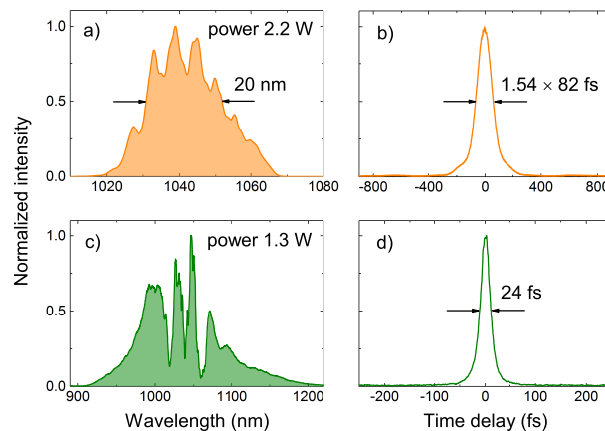 a) power 2.2 W
20 nm
b)
1.54 × 82 fs
1.0
0.5
0.0
1020 1040 1060 1080
-800 -400 0 400 800
Normalized intensity
c) power 1.3 W
d)
24 fs
1.0
0.5
0.0
900 1000 1100 1200
-200 -100 0 100 200
Wavelength (nm)
Time delay (fs)